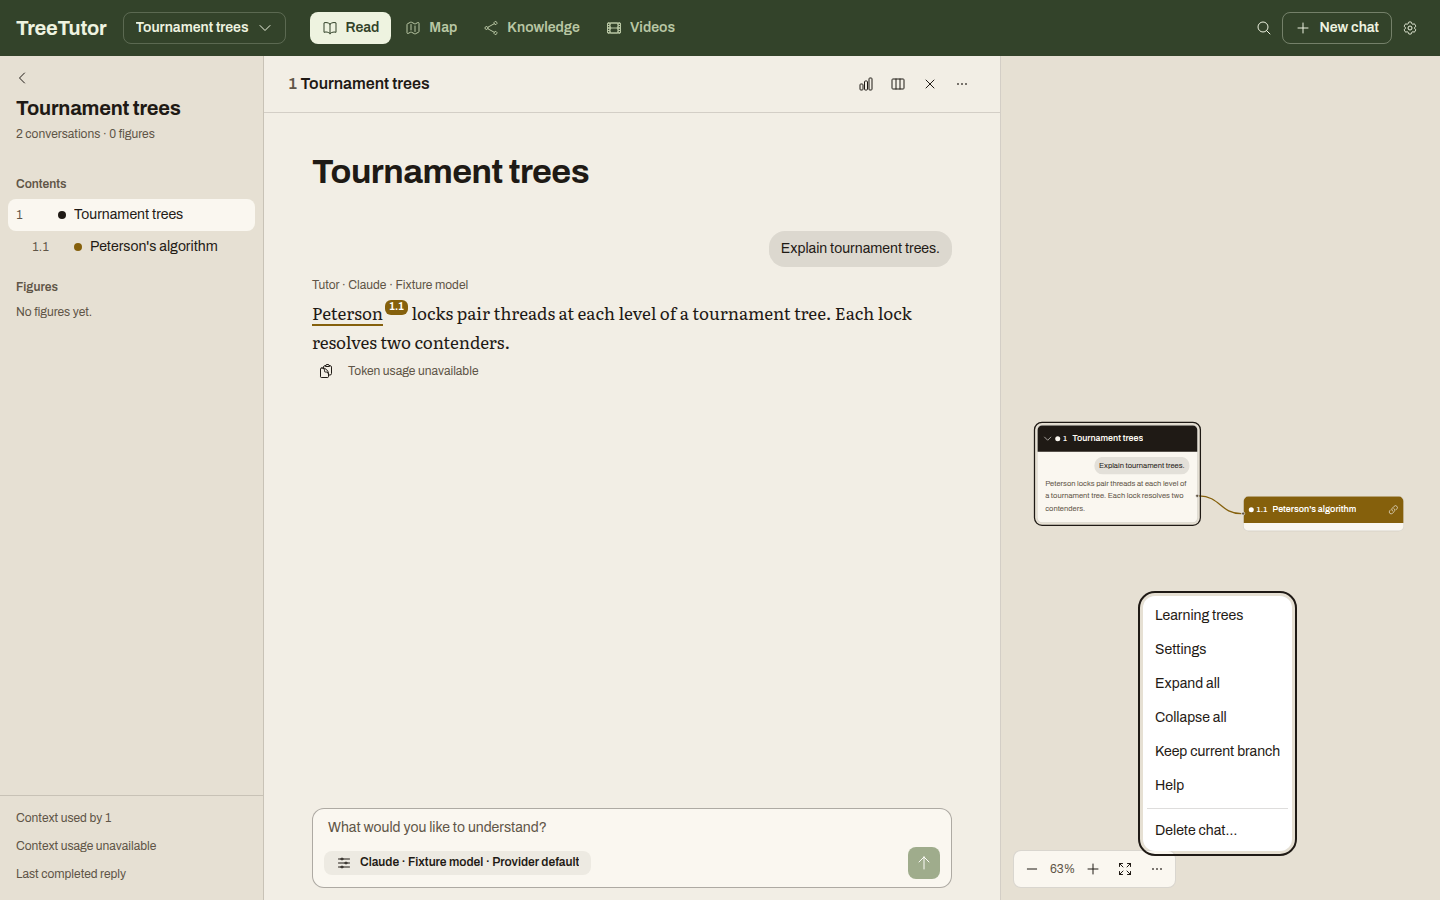 TreeTutor
Tournament trees
Read
Map
Knowledge
Videos
New chat
Tournament trees
2 conversations · 0 figures
Contents
1 Tournament trees
1.1 Peterson's algorithm
Figures
No figures yet.
Context used by 1
Context usage unavailable
Last completed reply
1 Tournament trees
Tournament trees
Explain tournament trees.
Tutor · Claude · Fixture model
Peterson 1.1 locks pair threads at each level of a tournament tree. Each lock
resolves two contenders.
Token usage unavailable
What would you like to understand?
Claude · Fixture model · Provider default
1 Tournament trees
Explain tournament trees.
Peterson locks pair threads at each level of
a tournament tree. Each lock resolves two
contenders.
1.1 Peterson's algorithm
Learning trees
Settings
Expand all
Collapse all
Keep current branch
Help
Delete chat...
63%